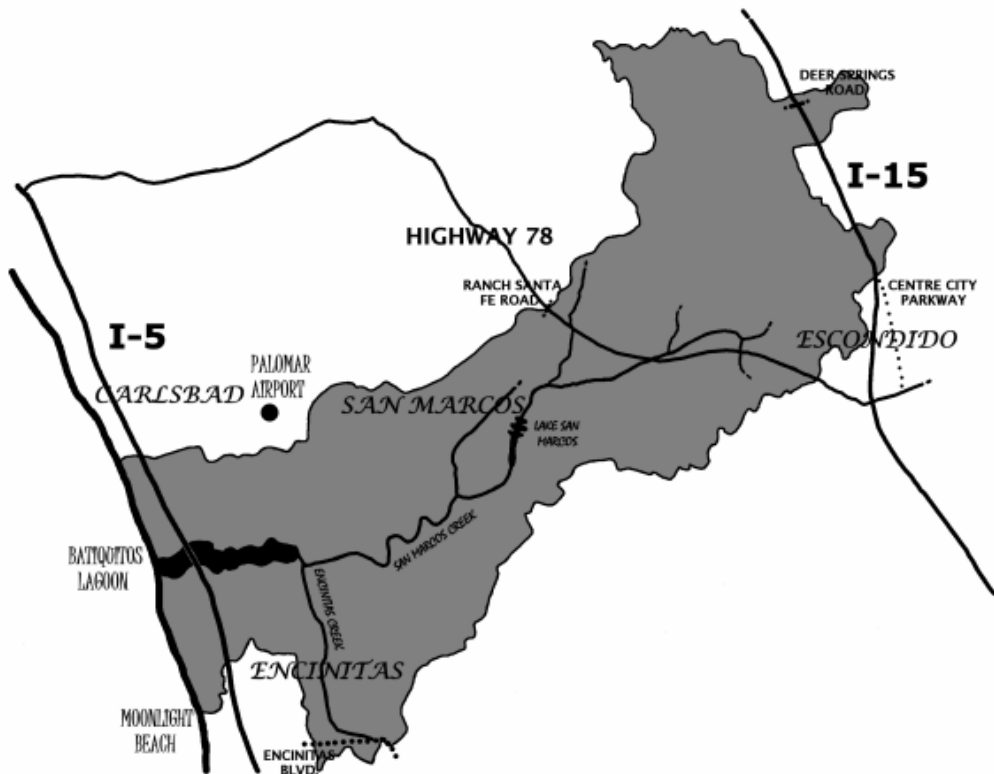 DEER SPRINGS
ROAD
I-15
HIGHWAY 78
RANCH SANTA
FE ROAD
CENTRE CITY
PARKWAY
I-5
ESCONDIDO
PALOMAR
AIRPORT
CARLSBAD
SAN MARCOS
LAKE SAN
MARCOS
SAN MARCOS CREEK
BATIQUITOS
LAGOON
ENCINITAS CREEK
ENCINITAS
MOONLIGHT
BEACH
ENCINITAS
BLVD.